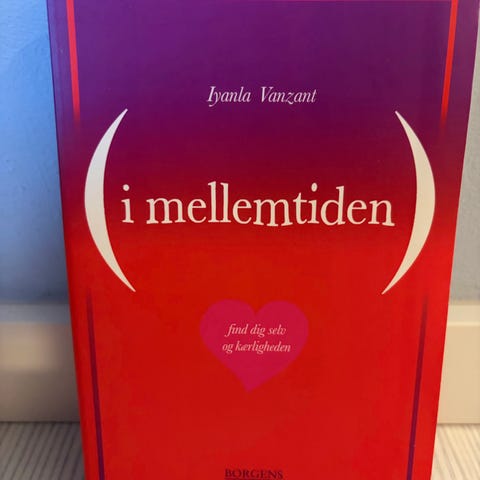 Iyanla Vanzant
(i mellemtiden)
find dig selv
og kærligheden
BORGENS